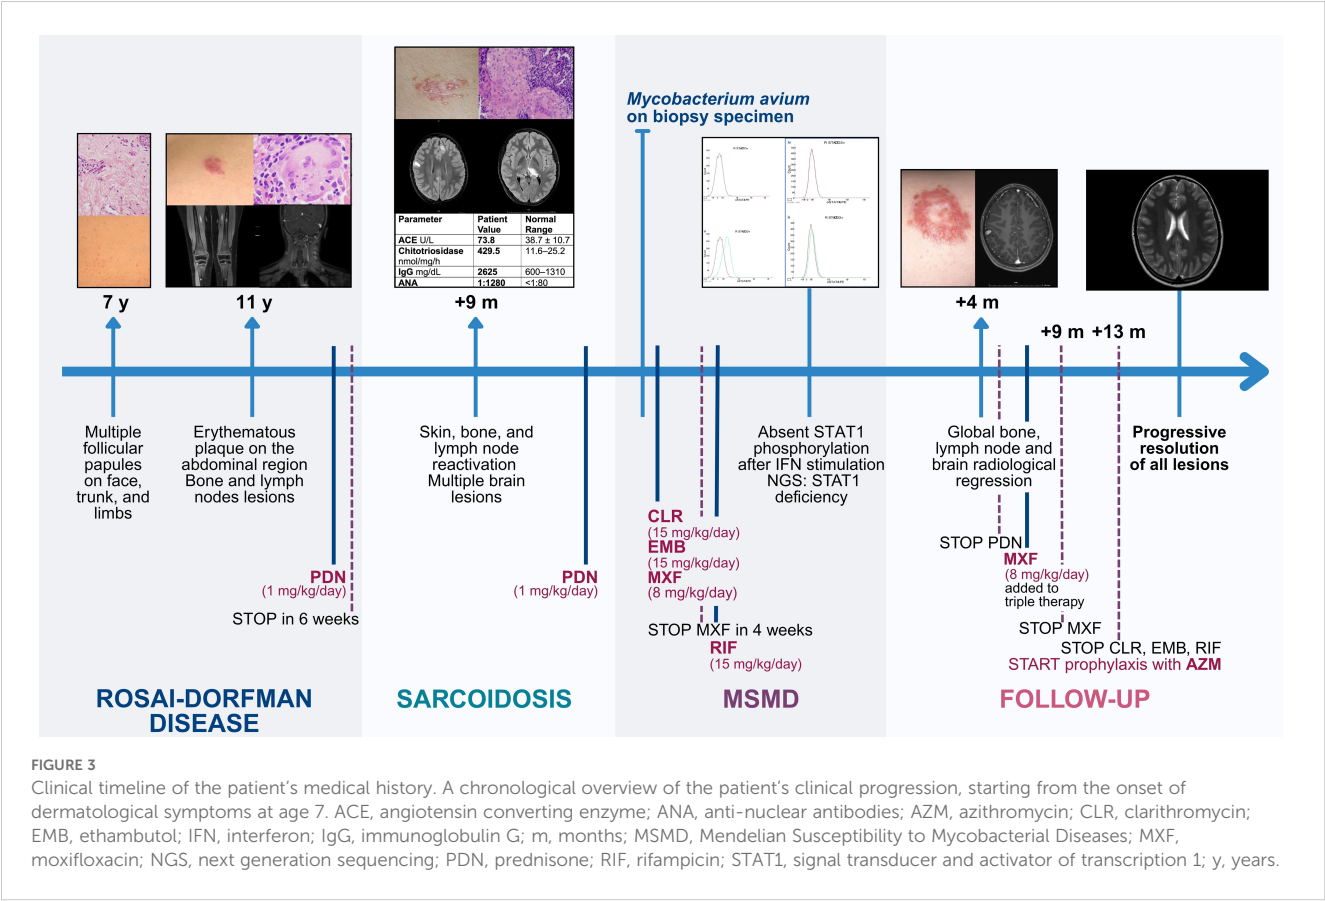 Mycobacterium avium
on biopsy specimen
Parameter Patient Value Normal Range
ACE U/L 73.8 38.7 ± 10.7
Chitotriosidase nmol/mg/h 429.5 11.6–25.2
IgG mg/dL 2625 600–1310
ANA 1:1280 <1:80
7 y
11 y
+9 m
+4 m
+9 m
+13 m
Multiple
follicular
papules
on face,
trunk, and
limbs
Erythematous
plaque on the
abdominal region
Bone and lymph
nodes lesions
PDN
(1 mg/kg/day)
STOP in 6 weeks
Skin, bone, and
lymph node
reactivation
Multiple brain
lesions
PDN
(1 mg/kg/day)
CLR
(15 mg/kg/day)
EMB
(15 mg/kg/day)
MXF
(8 mg/kg/day)
STOP MXF in 4 weeks
RIF
(15 mg/kg/day)
Absent STAT1
phosphorylation
after IFN stimulation
NGS: STAT1
deficiency
Global bone,
lymph node and
brain radiological
regression
STOP PDN
MXF
(8 mg/kg/day)
added to
triple therapy
STOP MXF
STOP CLR, EMB, RIF
START prophylaxis with AZM
Progressive
resolution
of all lesions
ROSAI-DORFMAN
DISEASE
SARCOIDOSIS
MSMD
FOLLOW-UP
FIGURE 3
Clinical timeline of the patient's medical history. A chronological overview of the patient's clinical progression, starting from the onset of
dermatological symptoms at age 7. ACE, angiotensin converting enzyme; ANA, anti-nuclear antibodies; AZM, azithromycin; CLR, clarithromycin;
EMB, ethambutol; IFN, interferon; IgG, immunoglobulin G; m, months; MSMD, Mendelian Susceptibility to Mycobacterial Diseases; MXF,
moxifloxacin; NGS, next generation sequencing; PDN, prednisone; RIF, rifampicin; STAT1, signal transducer and activator of transcription 1; y, years.